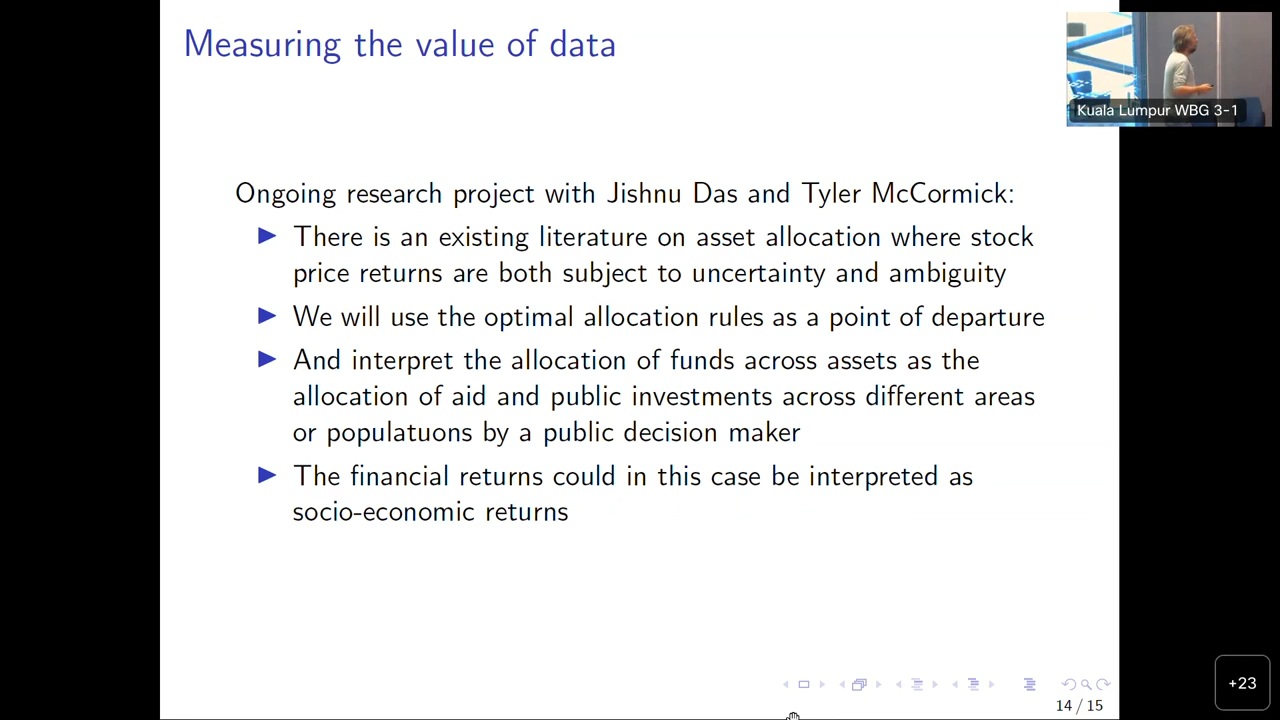 Measuring the value of data
Kuala Lumpur WBG 3-1
Ongoing research project with Jishnu Das and Tyler McCormick:
There is an existing literature on asset allocation where stock
price returns are both subject to uncertainty and ambiguity
We will use the optimal allocation rules as a point of departure
And interpret the allocation of funds across assets as the
allocation of aid and public investments across different areas
or populatuons by a public decision maker
The financial returns could in this case be interpreted as
socio-economic returns
+23
14 / 15